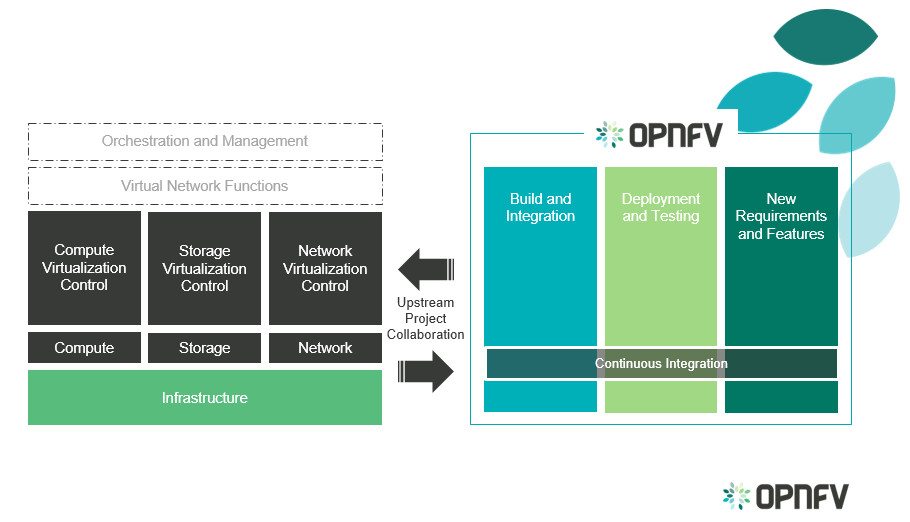 Orchestration and Management
Virtual Network Functions
Compute
Virtualization
Control
Storage
Virtualization
Control
Network
Virtualization
Control
Compute
Storage
Network
Infrastructure
Upstream
Project
Collaboration
OPNFV
Build and
Integration
Deployment
and Testing
New
Requirements
and Features
Continuous Integration
OPNFV